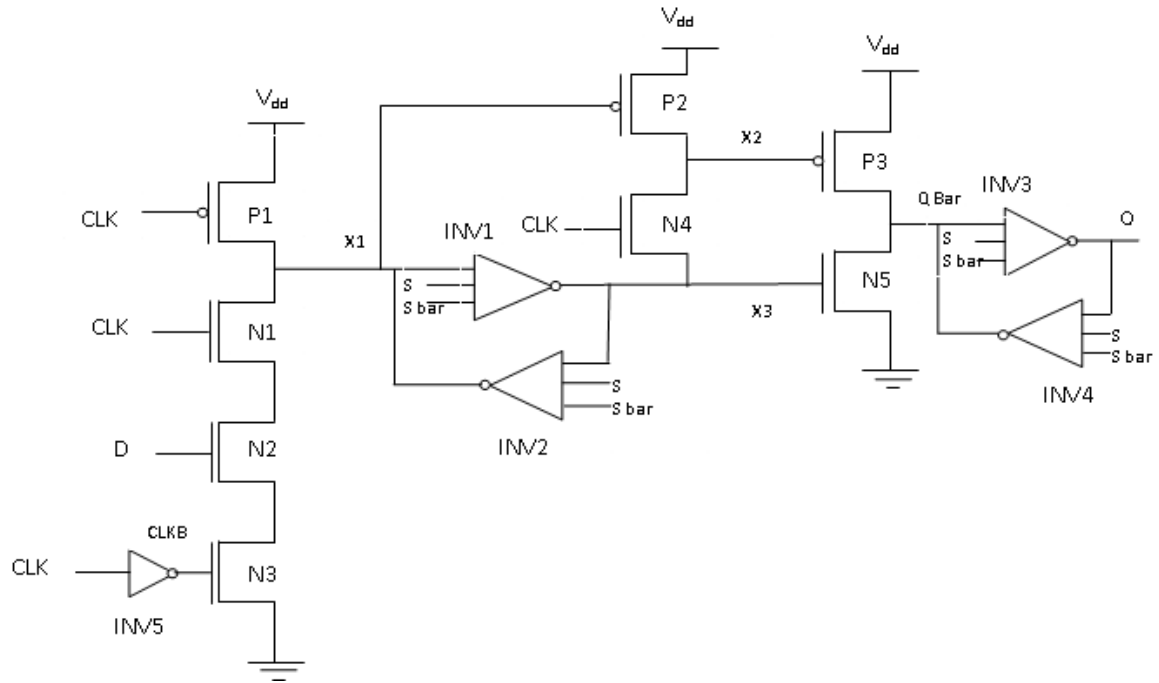 Vdd
Vdd
Vdd
P2
X2
P3
CLK
P1
INV3
Q Bar
Q
X1
INV1
CLK
N4
S
S bar
S
S bar
N5
CLK
N1
X3
S
S bar
S
S bar
INV4
INV2
D
N2
CLKB
CLK
N3
INV5